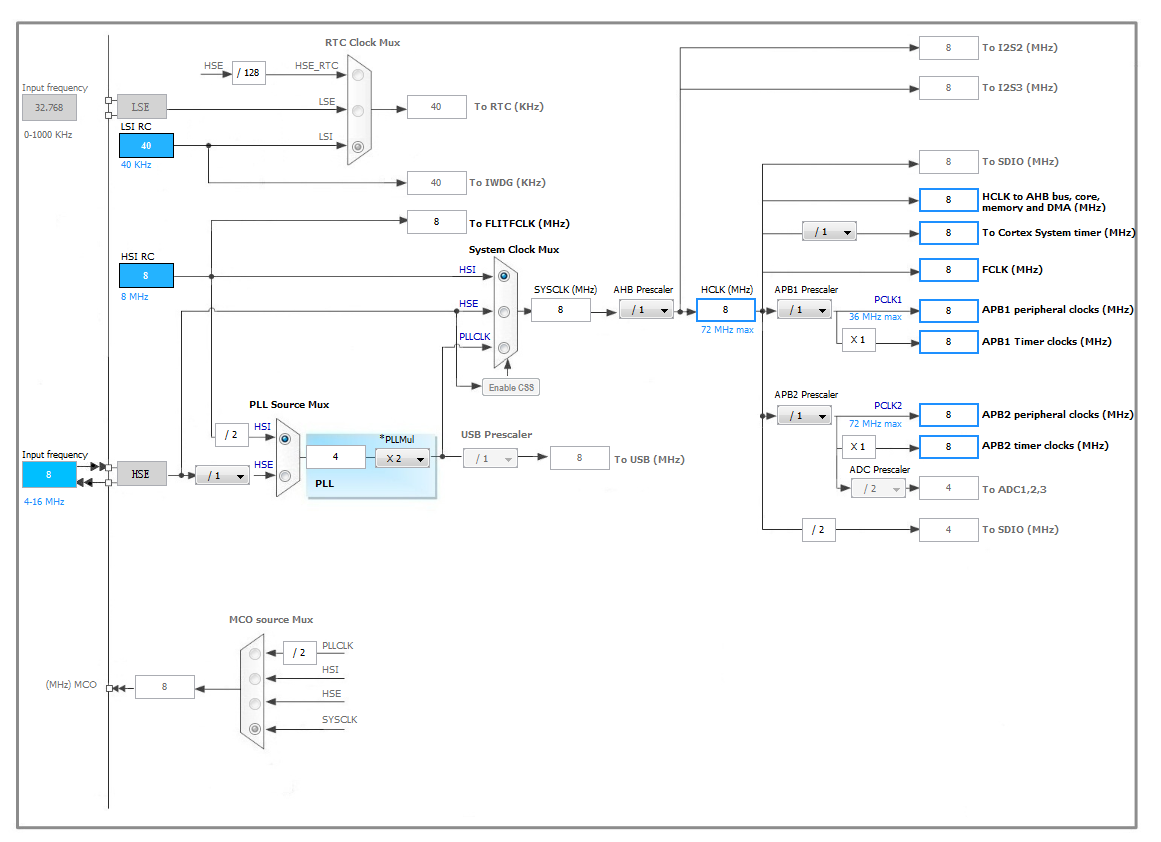 RTC Clock Mux
8
To I2S2 (MHz)
HSE
/ 128
HSE_RTC
Input frequency
8
To I2S3 (MHz)
32.768
LSE
LSE
40
To RTC (KHz)
0-1000 KHz
LSI RC
40
LSI
40 KHz
8
To SDIO (MHz)
40
To IWDG (KHz)
8
HCLK to AHB bus, core,
memory and DMA (MHz)
8
To FLITFCLK (MHz)
/ 1
8
To Cortex System timer (MHz)
System Clock Mux
HSI RC
8
HSI
8
FCLK (MHz)
8 MHz
SYSCLK (MHz)
AHB Prescaler
HCLK (MHz)
APB1 Prescaler
HSE
8
/ 1
8
/ 1
PCLK1
36 MHz max
8
APB1 peripheral clocks (MHz)
72 MHz max
PLLCLK
X 1
8
APB1 Timer clocks (MHz)
Enable CSS
APB2 Prescaler
PLL Source Mux
/ 1
PCLK2
72 MHz max
8
APB2 peripheral clocks (MHz)
/ 2
HSI
*PLLMul
USB Prescaler
X 1
8
APB2 timer clocks (MHz)
Input frequency
8
HSE
/ 1
HSE
4
X 2
/ 1
8
To USB (MHz)
ADC Prescaler
PLL
/ 2
4
To ADC1,2,3
4-16 MHz
/ 2
4
To SDIO (MHz)
MCO source Mux
/ 2
PLLCLK
HSI
(MHz) MCO
8
HSE
SYSCLK